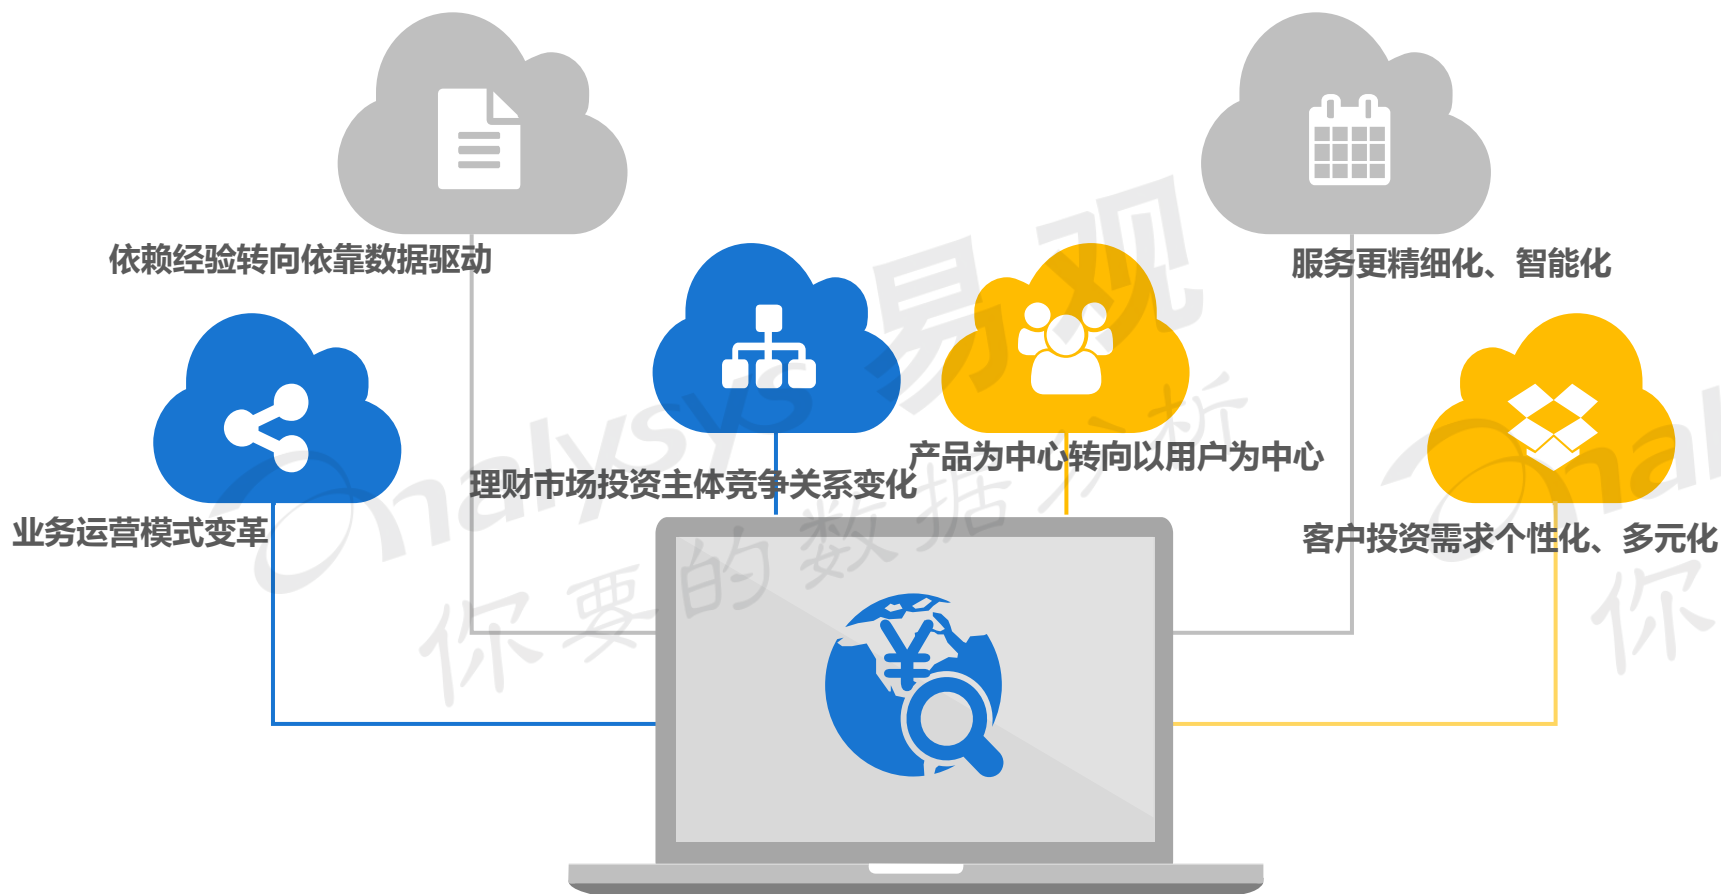 依赖经验转向依靠数据驱动
服务更精细化、智能化
产品为中心转向以用户为中心
理财市场投资主体竞争关系变化
业务运营模式变革
客户投资需求个性化、多元化
¥
analysys 易观
你要的数据分析
anal
你